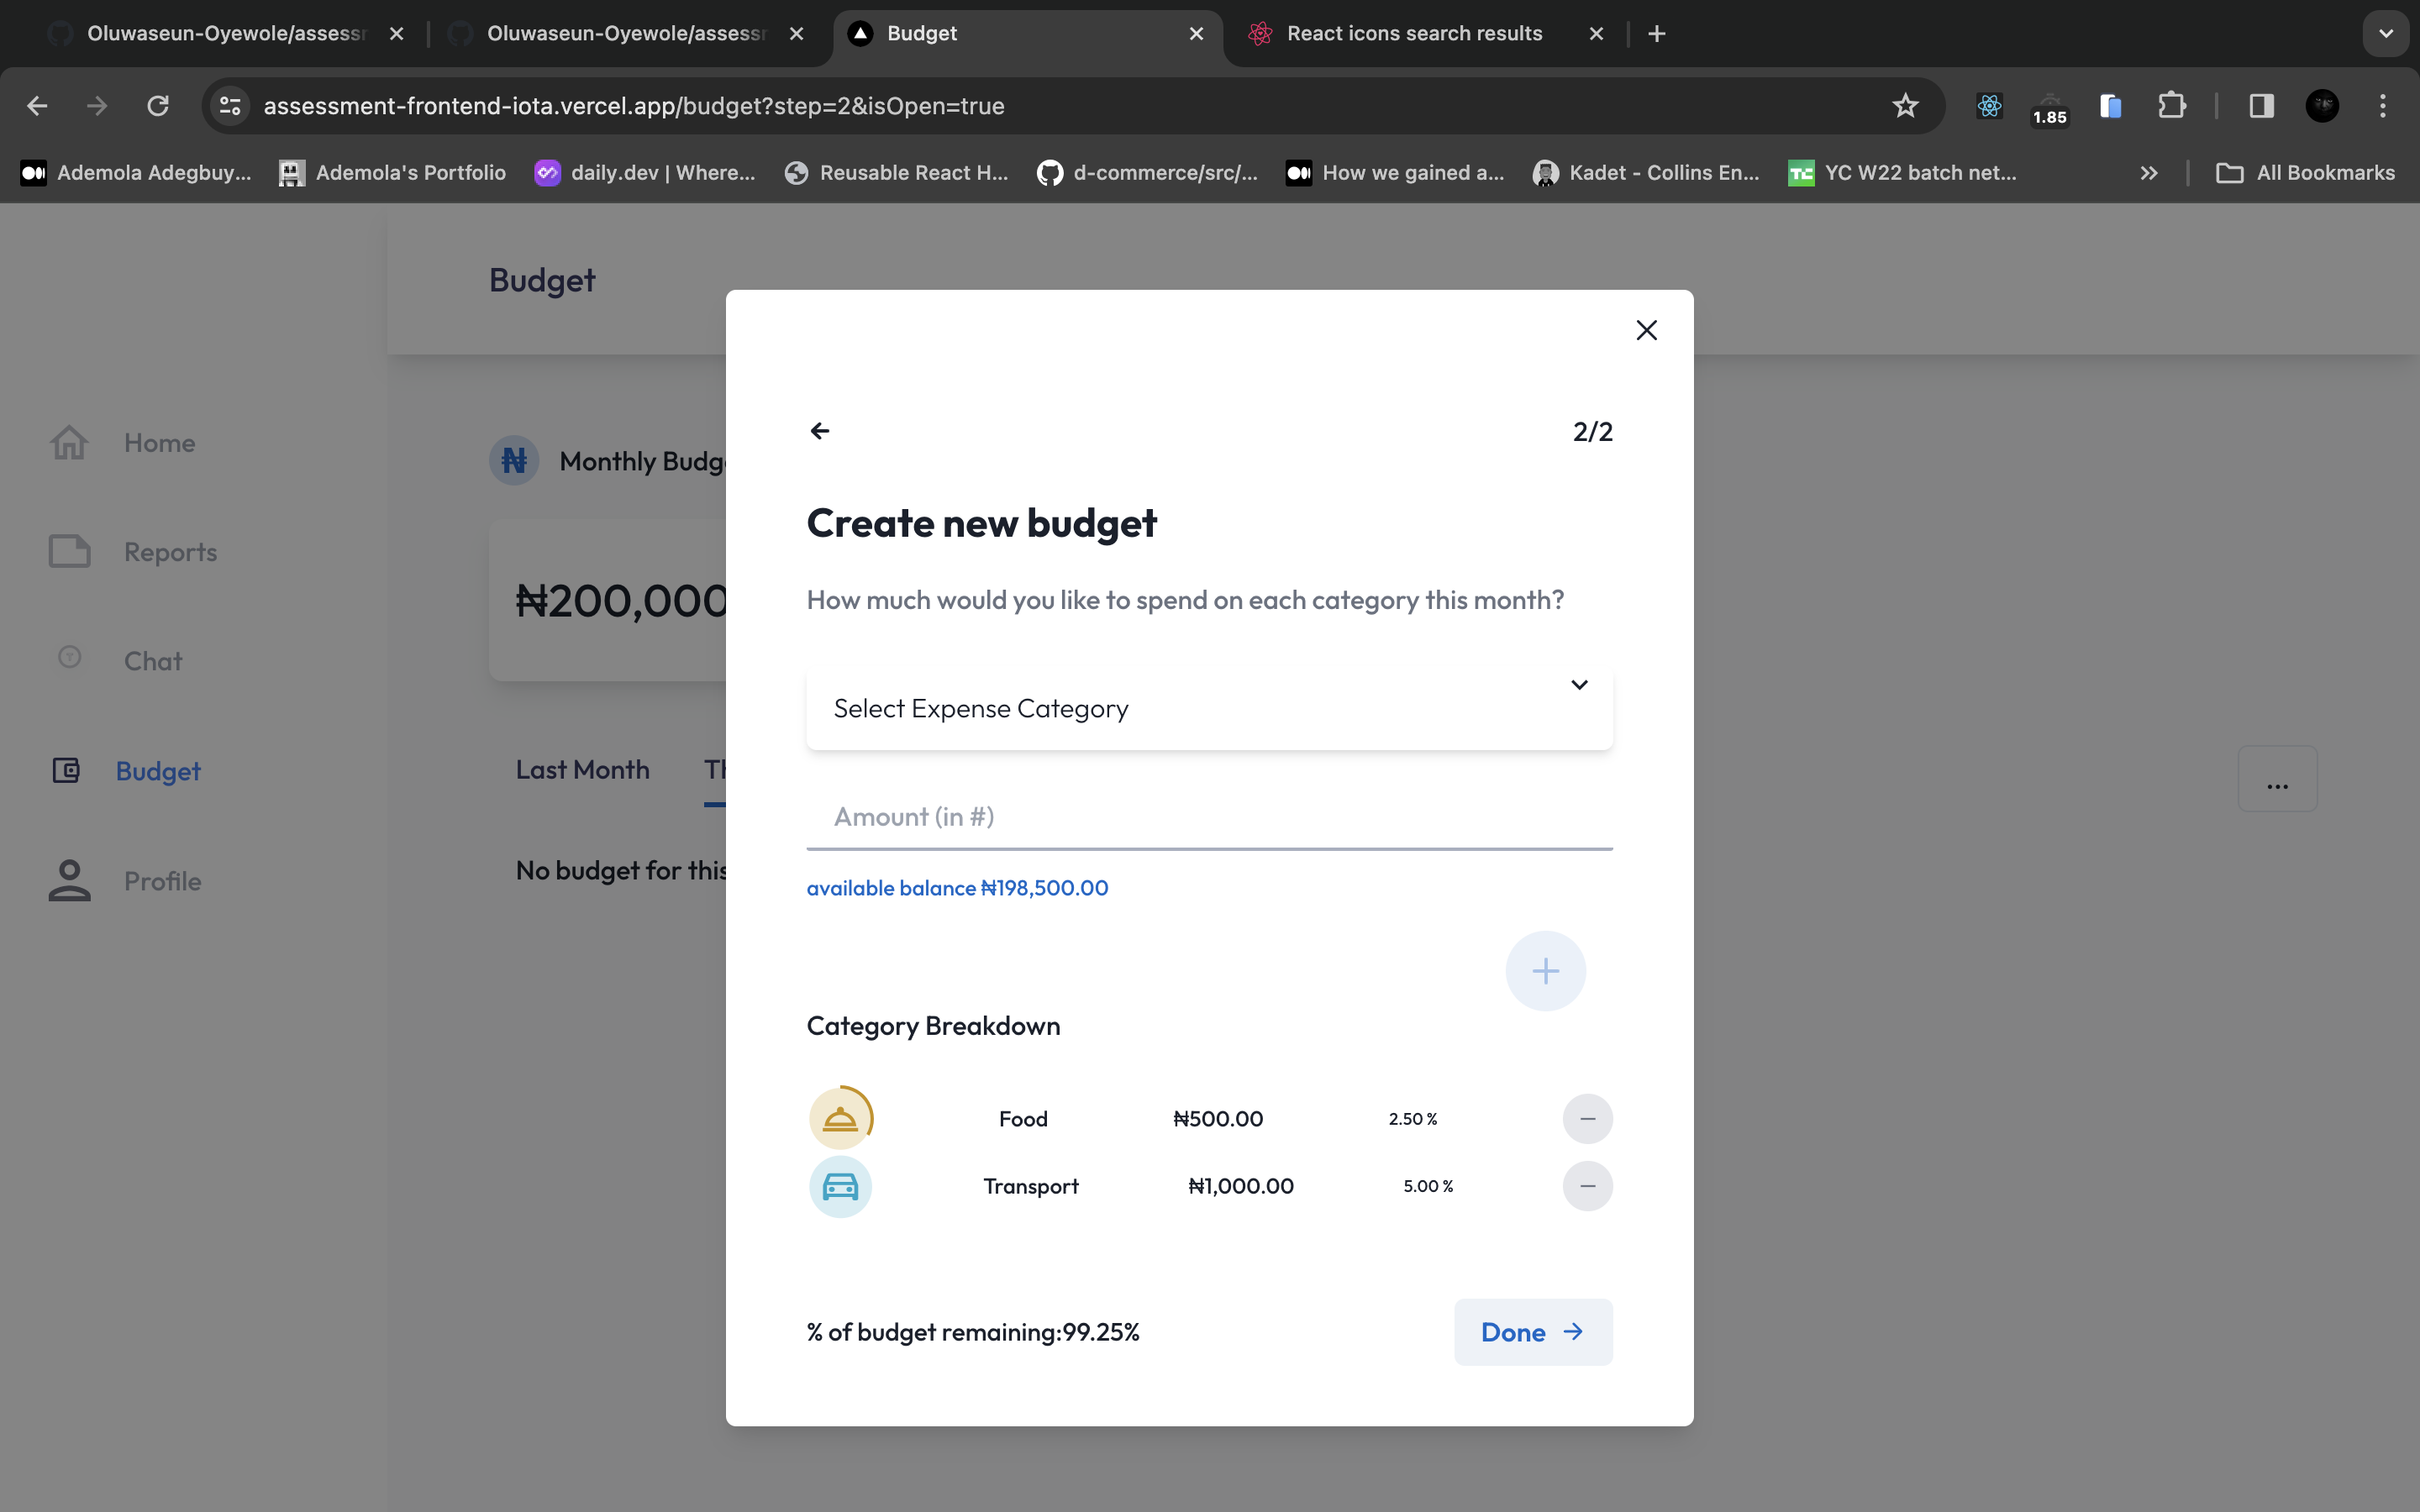 Oluwaseun-Oyewole/assessr
Oluwaseun-Oyewole/assessr
Budget
React icons search results
assessment-frontend-iota.vercel.app/budget?step=2&isOpen=true
1.85
Ademola Adegbuy...
Ademola's Portfolio
daily.dev | Where...
Reusable React H...
d-commerce/src/...
How we gained a...
Kadet - Collins En...
YC W22 batch net...
All Bookmarks
Budget
Home
Reports
Chat
Budget
Profile
₦
Monthly Budg
₦200,000
Last Month
Th
No budget for this
...
2/2
Create new budget
How much would you like to spend on each category this month?
Select Expense Category
Amount (in #)
available balance ₦198,500.00
Category Breakdown
Food ₦500.00 2.50 %
Transport ₦1,000.00 5.00 %
% of budget remaining:99.25%
Done